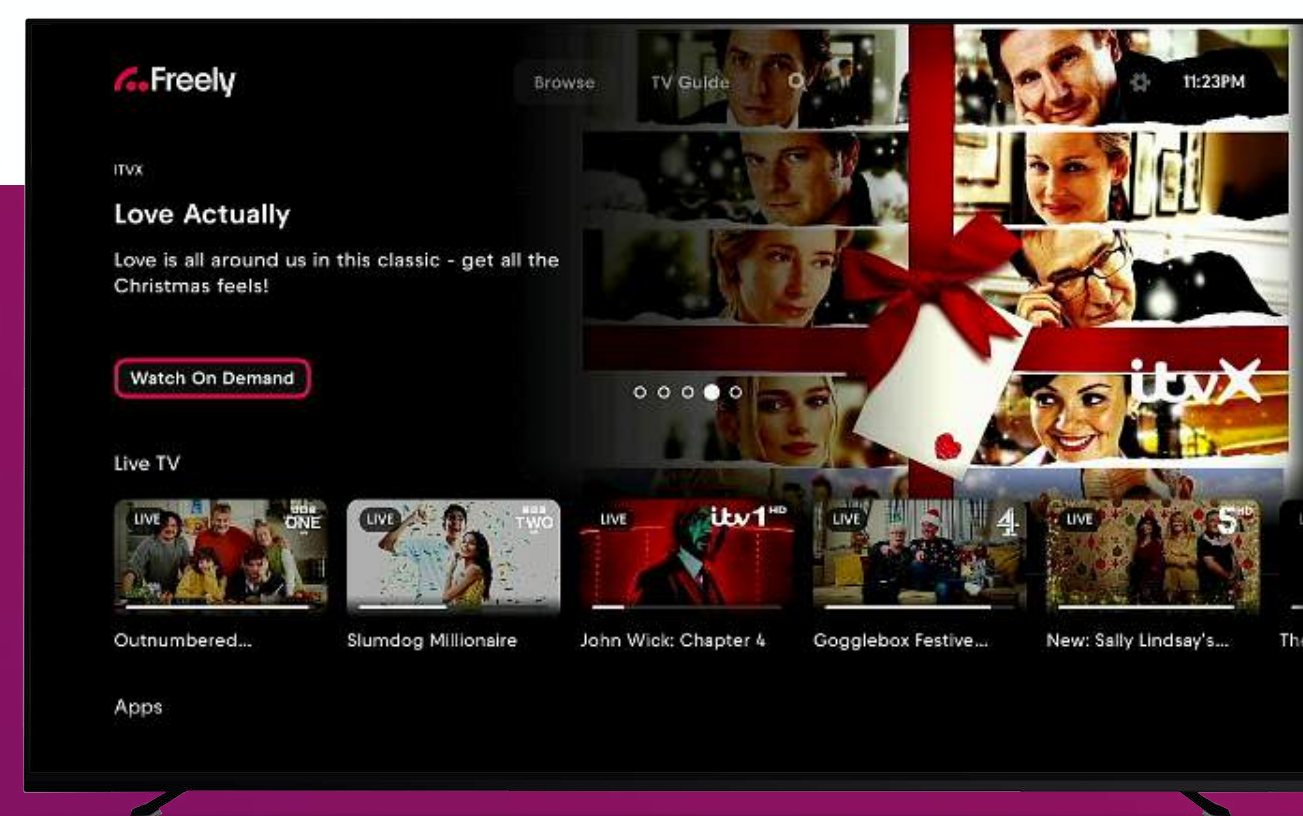 Freely
Browse
TV Guide
11:23PM
ITVX
Love Actually
Love is all around us in this classic - get all the
Christmas feels!
Watch On Demand
itvX
Live TV
LIVE
BBC
ONE
LIVE
BBC
TWO
LIVE
itv1 HD
LIVE
4
LIVE
5 HD
Outnumbered...
Slumdog Millionaire
John Wick: Chapter 4
Gogglebox Festive...
New: Sally Lindsay's...
Th
Apps